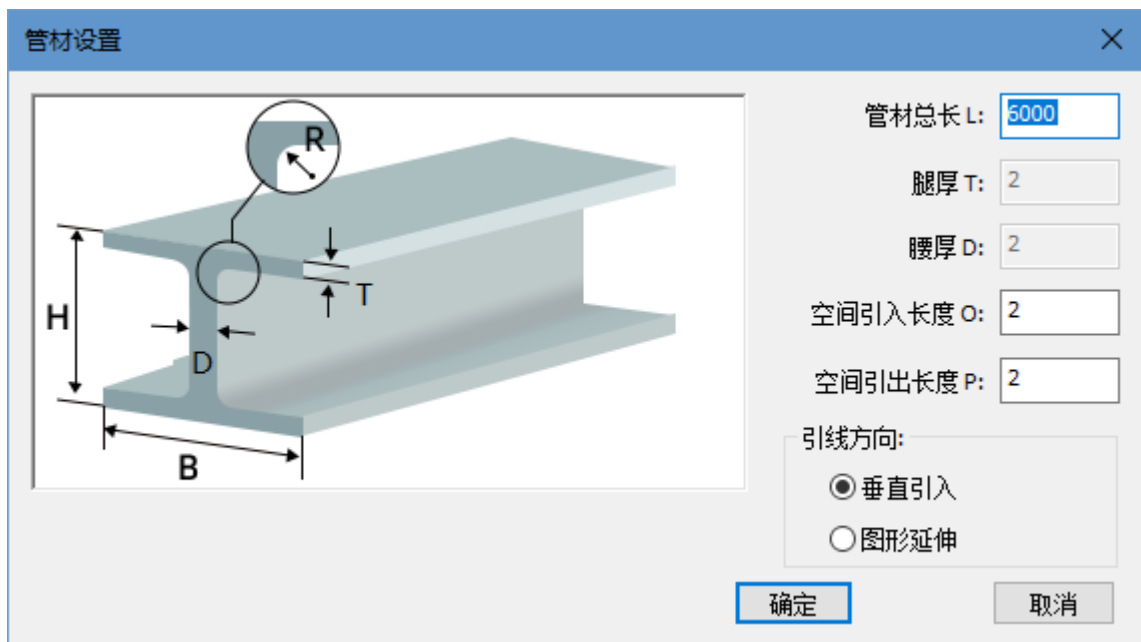 管材设置
R
H
T
D
B
管材总长 L: 6000
腿厚 T: 2
腰厚 D: 2
空间引入长度 O: 2
空间引出长度 P: 2
引线方向:
垂直引入
图形延伸
确定
取消